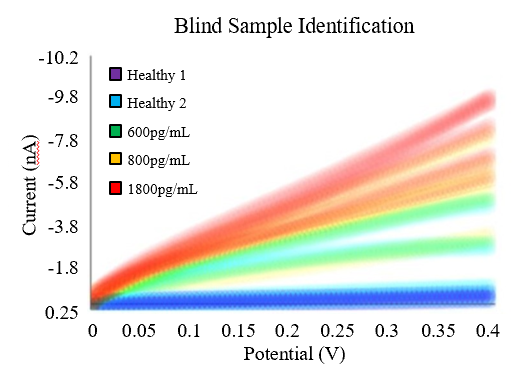 Blind Sample Identification
-10.2
-9.8
-7.8
-5.8
-3.8
-1.8
0.25
Current (nA)
Healthy 1
Healthy 2
600pg/mL
800pg/mL
1800pg/mL
0 0.05 0.1 0.15 0.2 0.25 0.3 0.35 0.4
Potential (V)